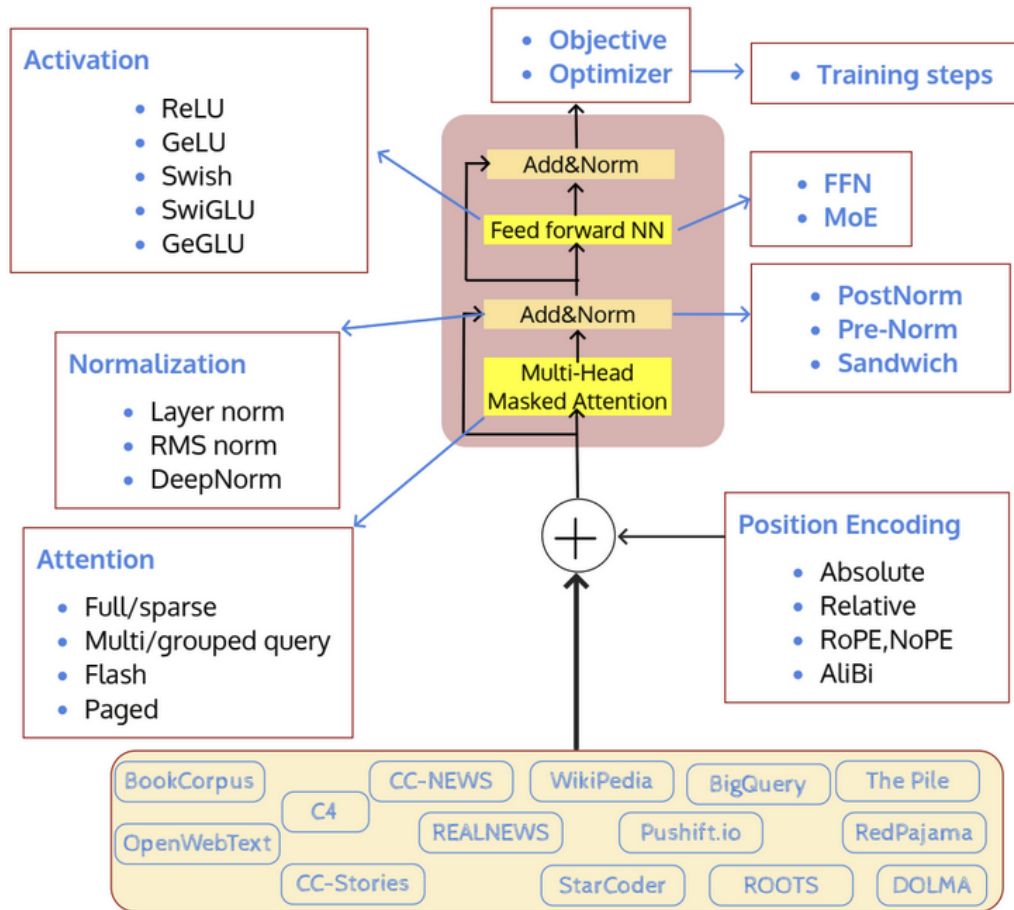 Objective
Optimizer
Training steps
Activation
ReLU
GeLU
Swish
SwiGLU
GeGLU
Add&Norm
Feed forward NN
FFN
MoE
Add&Norm
PostNorm
Pre-Norm
Sandwich
Multi-Head
Masked Attention
Normalization
Layer norm
RMS norm
DeepNorm
Attention
Full/sparse
Multi/grouped query
Flash
Paged
Position Encoding
Absolute
Relative
RoPE,NoPE
AliBi
BookCorpus
CC-NEWS
WikiPedia
BigQuery
The Pile
C4
OpenWebText
REALNEWS
Pushift.io
RedPajama
CC-Stories
StarCoder
ROOTS
DOLMA